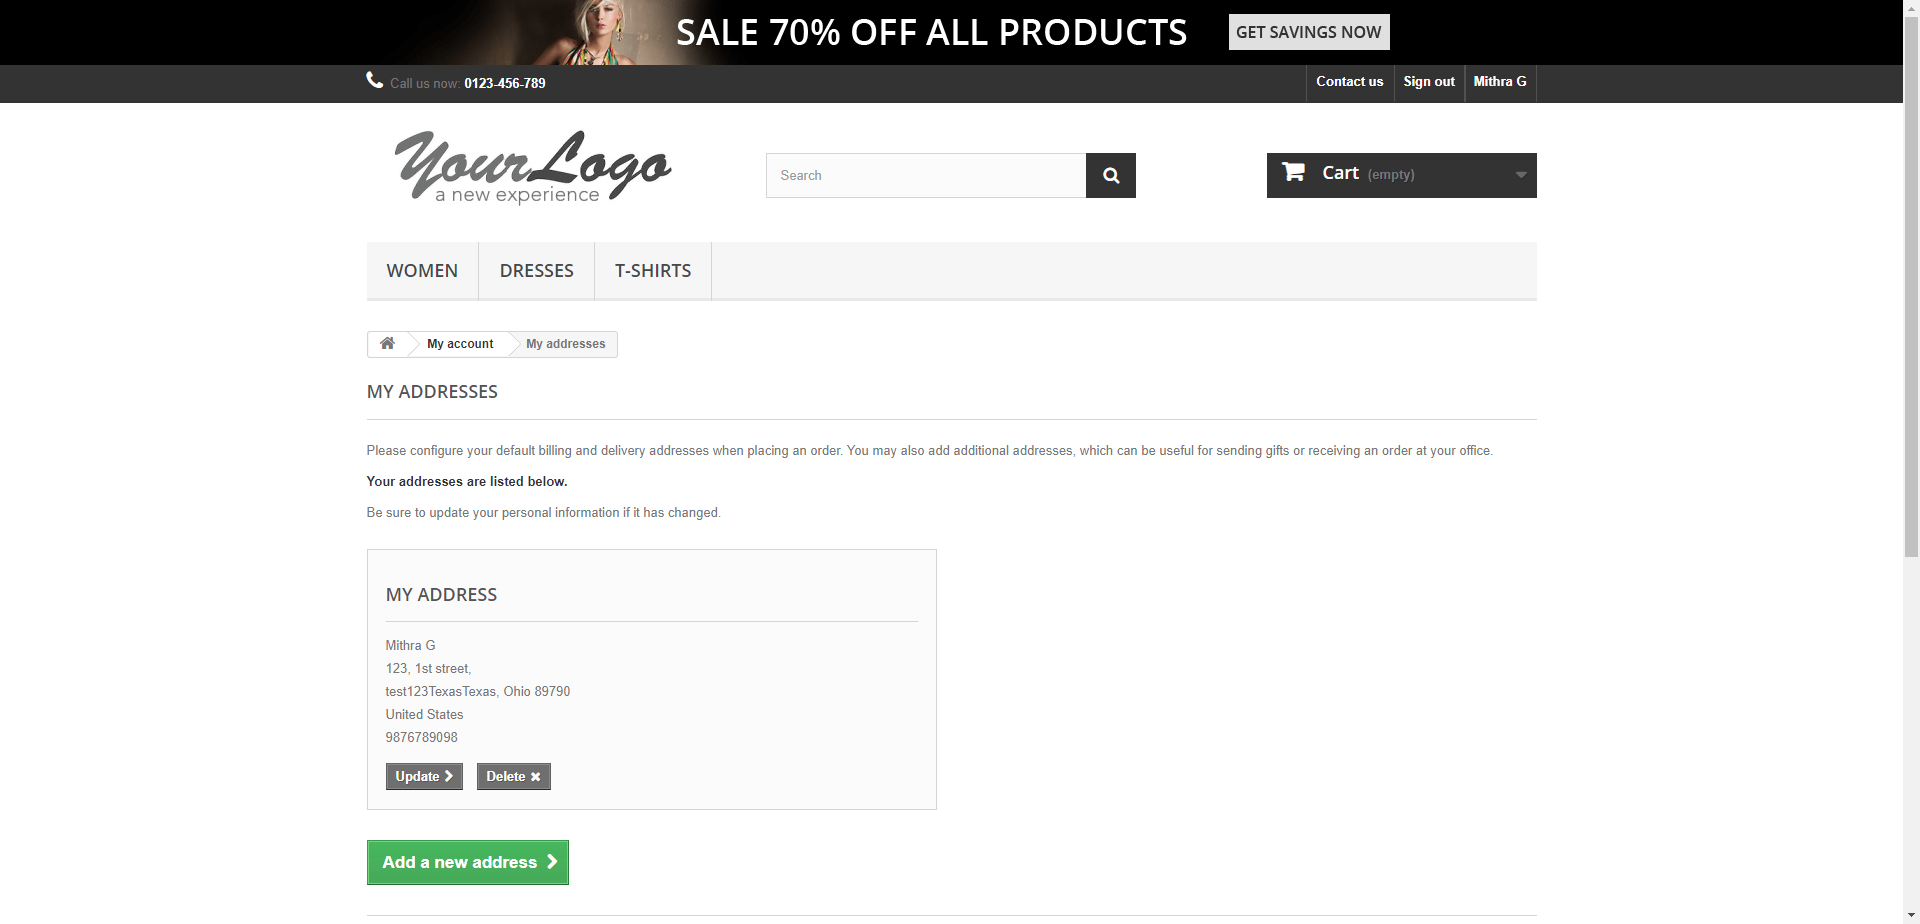 SALE 70% OFF ALL PRODUCTS
GET SAVINGS NOW
Call us now: 0123-456-789
Contact us
Sign out
Mithra G
YourLogo
a new experience
Search
Cart (empty)
WOMEN
DRESSES
T-SHIRTS
My account
My addresses
MY ADDRESSES
Please configure your default billing and delivery addresses when placing an order. You may also add additional addresses, which can be useful for sending gifts or receiving an order at your office.
Your addresses are listed below.
Be sure to update your personal information if it has changed.
MY ADDRESS
Mithra G
123, 1st street,
test123TexasTexas, Ohio 89790
United States
9876789098
Update
Delete
Add a new address